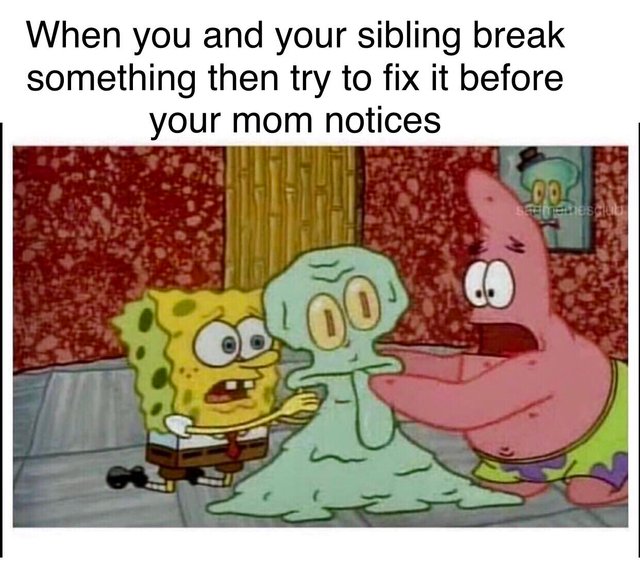 When you and your sibling break
something then try to fix it before
your mom notices